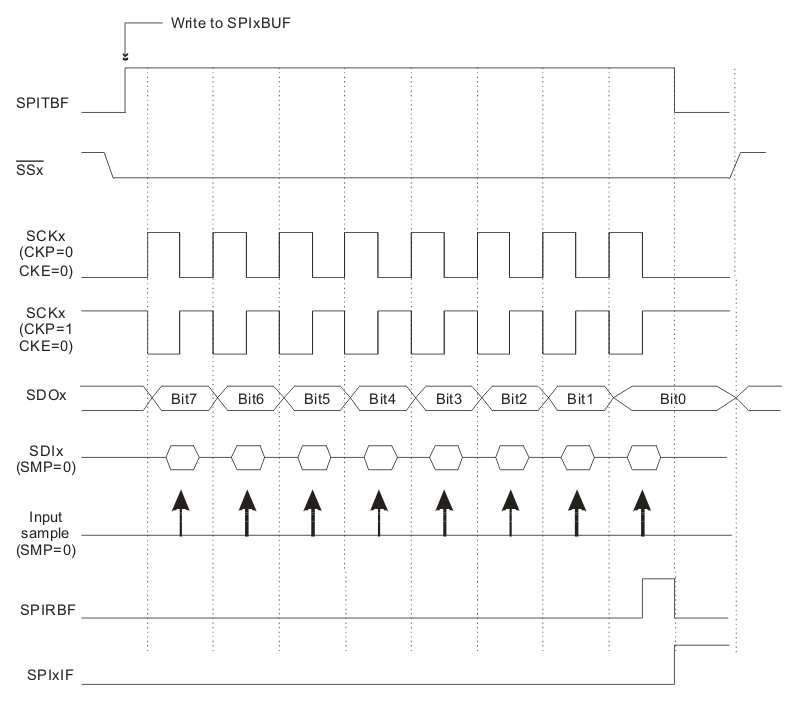 Write to SPIxBUF
SPITBF
SSx
SCKx
(CKP=0
CKE=0)
SCKx
(CKP=1
CKE=0)
SDOx
Bit7 Bit6 Bit5 Bit4 Bit3 Bit2 Bit1 Bit0
SDIx
(SMP=0)
Input
sample
(SMP=0)
SPIRBF
SPIxIF